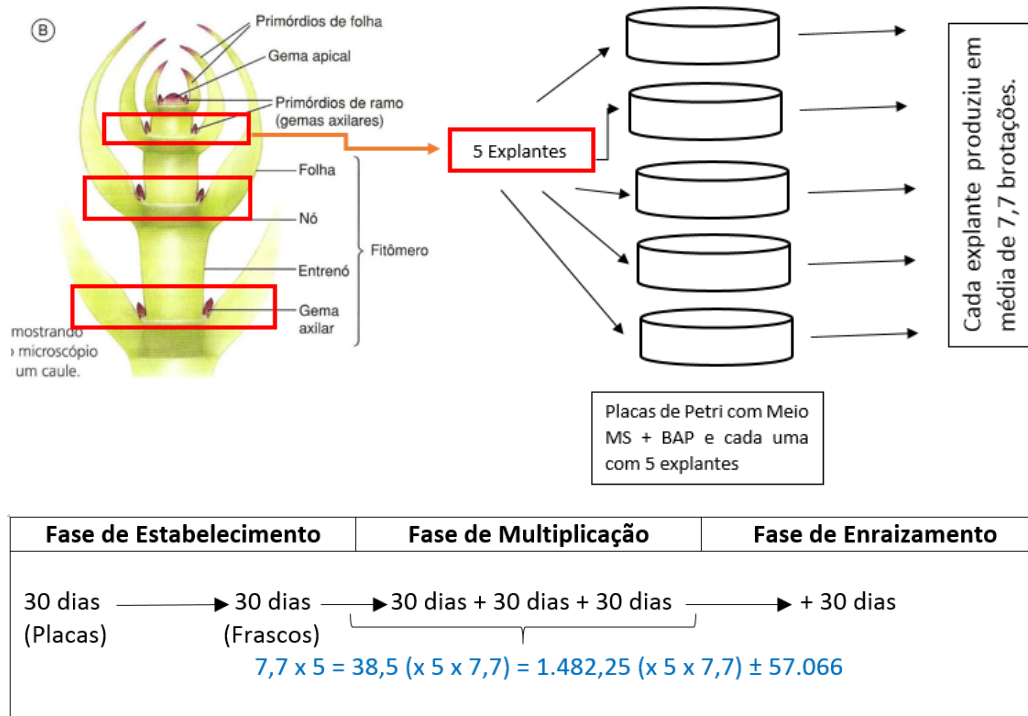 B
Primórdios de folha
Gema apical
Primórdios de ramo
(gemas axilares)
Folha
Nó
Fitômero
Entrenó
Gema
axilar
mostrando
o microscópio
um caule.
5 Explantes
Cada explante produziu em
média de 7,7 brotações.
Placas de Petri com Meio
MS + BAP e cada uma
com 5 explantes
Fase de Estabelecimento Fase de Multiplicação Fase de Enraizamento
30 dias 30 dias 30 dias + 30 dias + 30 dias + 30 dias
(Placas) (Frascos)
7,7 x 5 = 38,5 (x 5 x 7,7) = 1.482,25 (x 5 x 7,7) ± 57.066